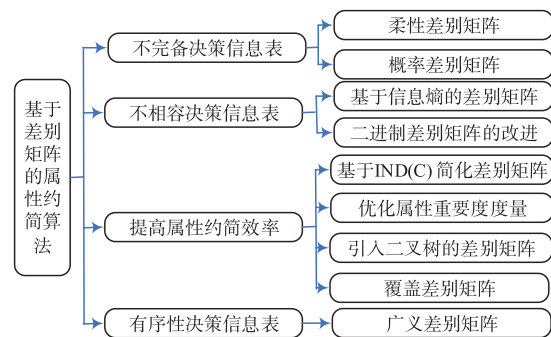 基于
差别
矩阵
的属
性约
简算
法
不完备决策信息表
柔性差别矩阵
概率差别矩阵
不相容决策信息表
基于信息熵的差别矩阵
二进制差别矩阵的改进
提高属性约简效率
基于IND(C) 简化差别矩阵
优化属性重要度度量
引入二叉树的差别矩阵
覆盖差别矩阵
有序性决策信息表
广义差别矩阵